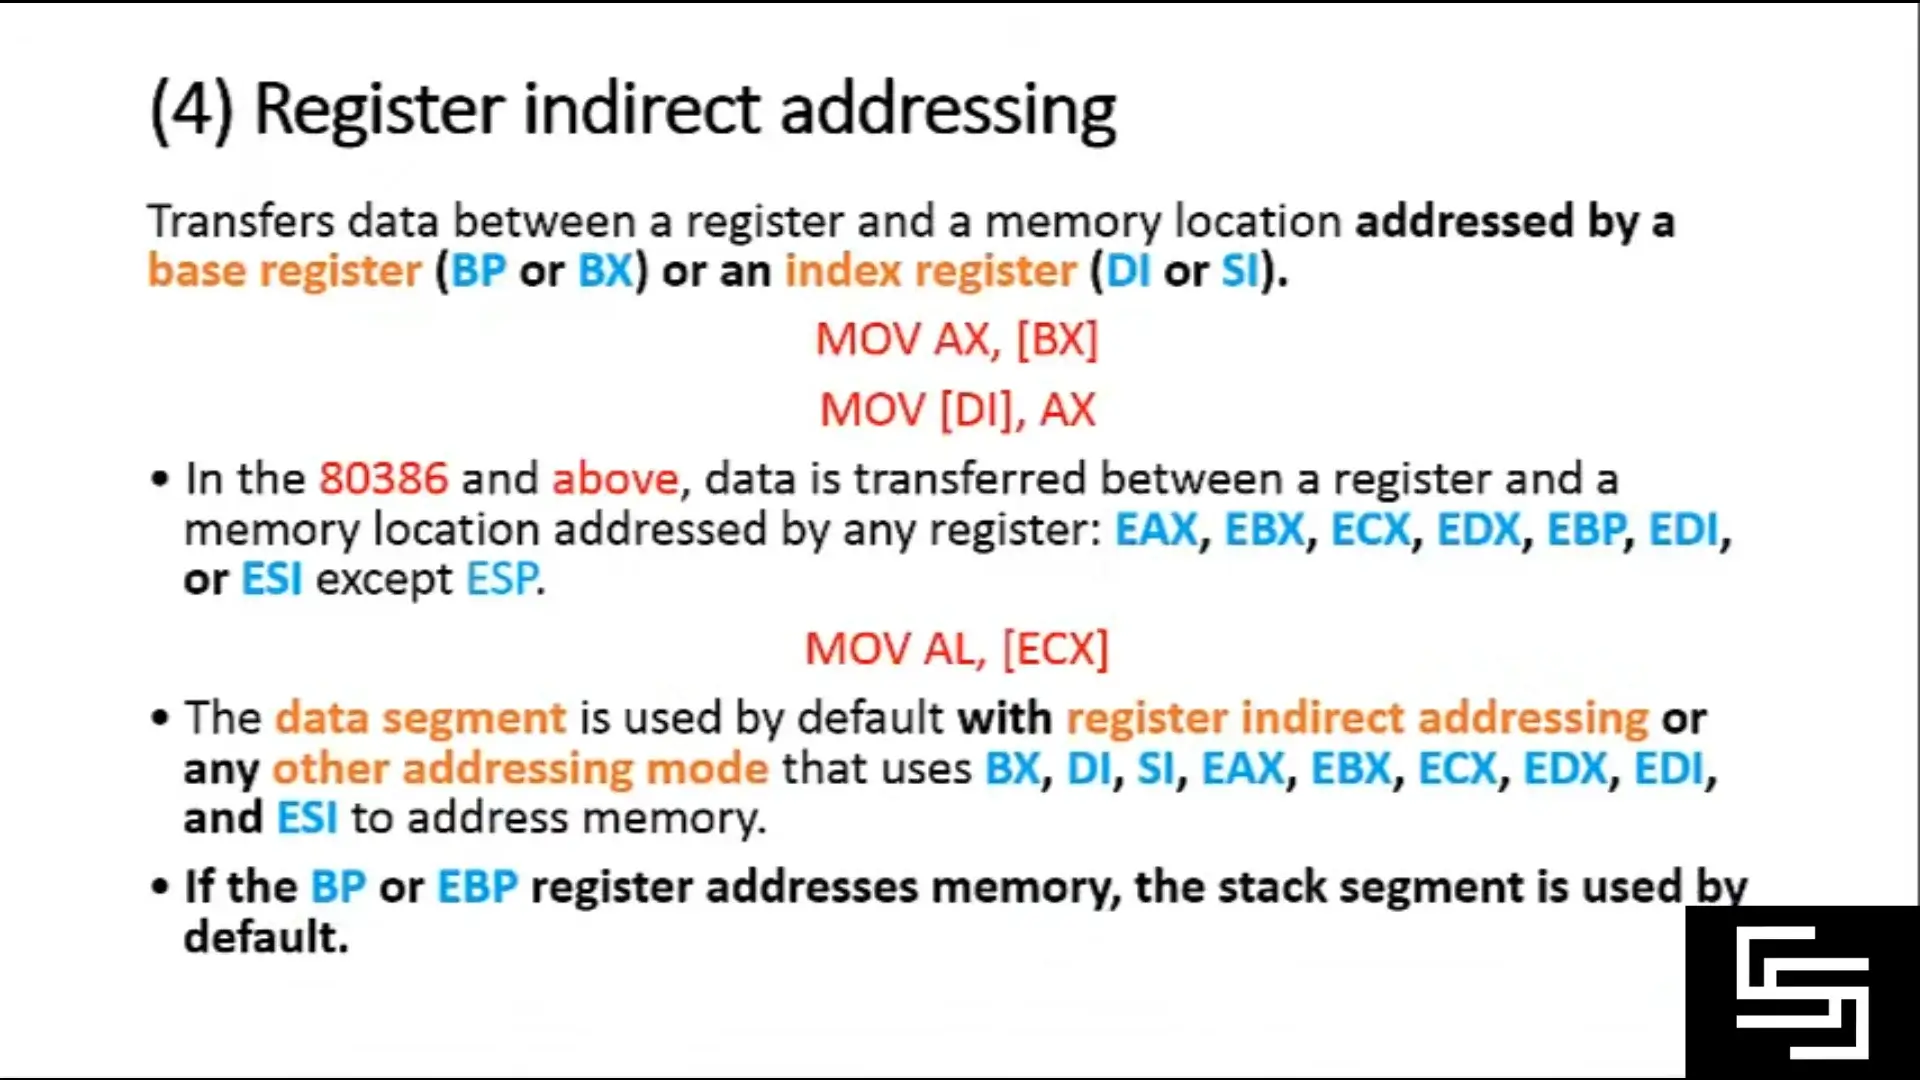 (4) Register indirect addressing
Transfers data between a register and a memory location addressed by a
base register (BP or BX) or an index register (DI or SI).
MOV AX, [BX]
MOV [DI], AX
• In the 80386 and above, data is transferred between a register and a
memory location addressed by any register: EAX, EBX, ECX, EDX, EBP, EDI,
or ESI except ESP.
MOV AL, [ECX]
• The data segment is used by default with register indirect addressing or
any other addressing mode that uses BX, DI, SI, EAX, EBX, ECX, EDX, EDI,
and ESI to address memory.
• If the BP or EBP register addresses memory, the stack segment is used by
default.